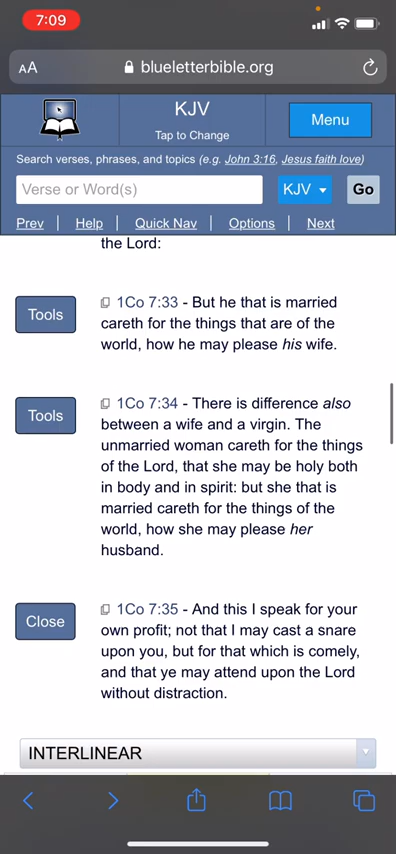 7:09
AA blueletterbible.org
KJV
Tap to Change
Menu
Search verses, phrases, and topics (e.g. John 3:16, Jesus faith love)
Verse or Word(s)
KJV
Go
Prev | Help | Quick Nav | Options | Next
the Lord:
Tools
1Co 7:33 - But he that is married
careth for the things that are of the
world, how he may please his wife.
Tools
1Co 7:34 - There is difference also
between a wife and a virgin. The
unmarried woman careth for the things
of the Lord, that she may be holy both
in body and in spirit: but she that is
married careth for the things of the
world, how she may please her
husband.
Close
1Co 7:35 - And this I speak for your
own profit; not that I may cast a snare
upon you, but for that which is comely,
and that ye may attend upon the Lord
without distraction.
INTERLINEAR